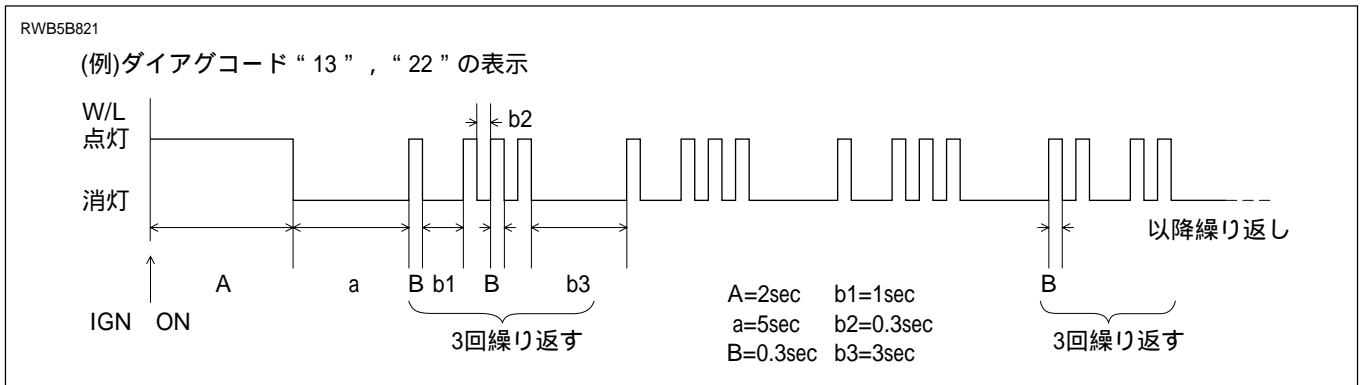 RWB5B821
(例)ダイアグコード“13”,“22”の表示
W/L
点灯
b2
消灯
以降繰り返し
A a B b1 B b3 B
IGN ON
3回繰り返す
A=2sec b1=1sec
a=5sec b2=0.3sec
B=0.3sec b3=3sec
3回繰り返す